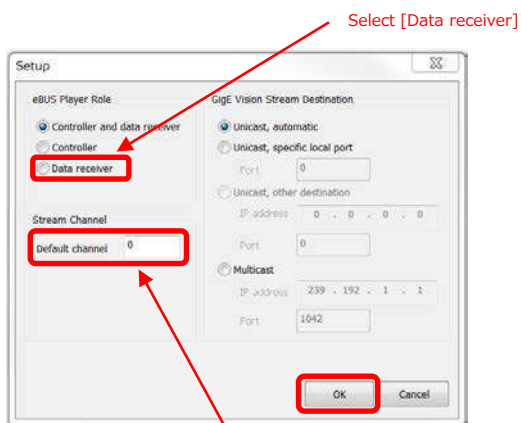 Select [Data receiver]
Setup
eBUS Player Role
Controller and data receiver
Controller
Data receiver
Stream Channel
Default channel 0
GigE Vision Stream Destination
Unicast, automatic
Unicast, specific local port
Port 0
Unicast, other destination
IP address 0 . 0 . 0 . 0
Port 0
Multicast
IP address 239 . 192 . 1 . 1
Port 1042
OK Cancel